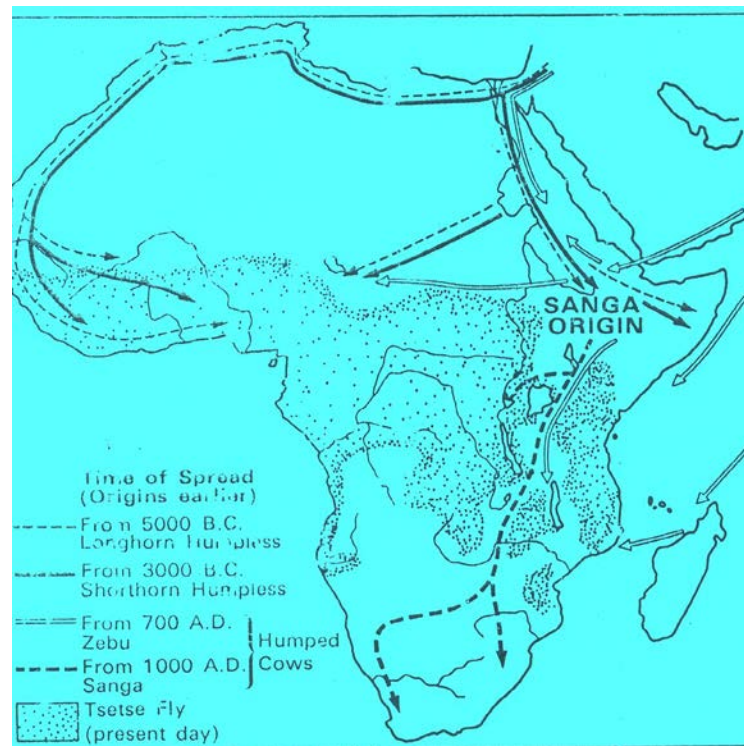 SANGA
ORIGIN
Time of Spread
(Origins earlier)
From 5000 B.C.
Longhorn Humpless
From 3000 B.C.
Shorthorn Humpless
From 700 A.D.
Zebu
From 1000 A.D.
Sanga
Humped
Cows
Tsetse Fly
(present day)